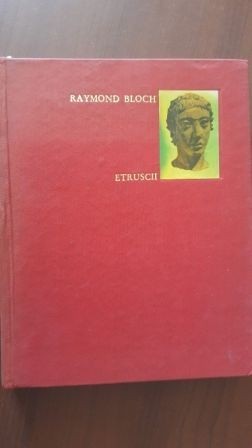 RAYMOND BLOCH
ETRUSCII